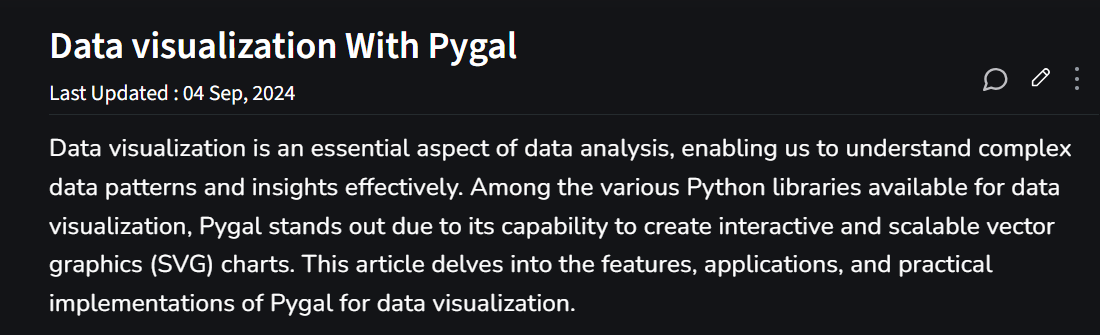 Data visualization With Pygal
Last Updated : 04 Sep, 2024
Data visualization is an essential aspect of data analysis, enabling us to understand complex
data patterns and insights effectively. Among the various Python libraries available for data
visualization, Pygal stands out due to its capability to create interactive and scalable vector
graphics (SVG) charts. This article delves into the features, applications, and practical
implementations of Pygal for data visualization.